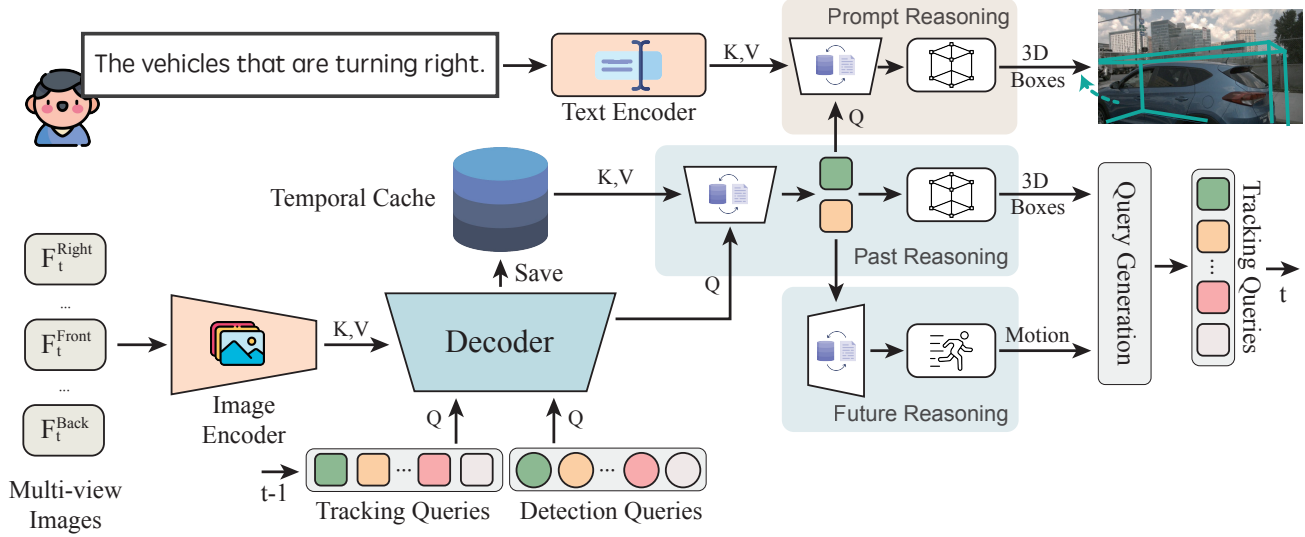 Prompt Reasoning
The vehicles that are turning right.
K,V
3D
Boxes
Text Encoder
Q
Temporal Cache
K,V
3D
Boxes
Past Reasoning
Save
Q
F_t^Right
...
F_t^Front
...
F_t^Back
Multi-view
Images
Image
Encoder
K,V
Decoder
Q
Q
t-1
...
Tracking Queries
...
Detection Queries
Motion
Future Reasoning
Query Generation
...
Tracking Queries
t